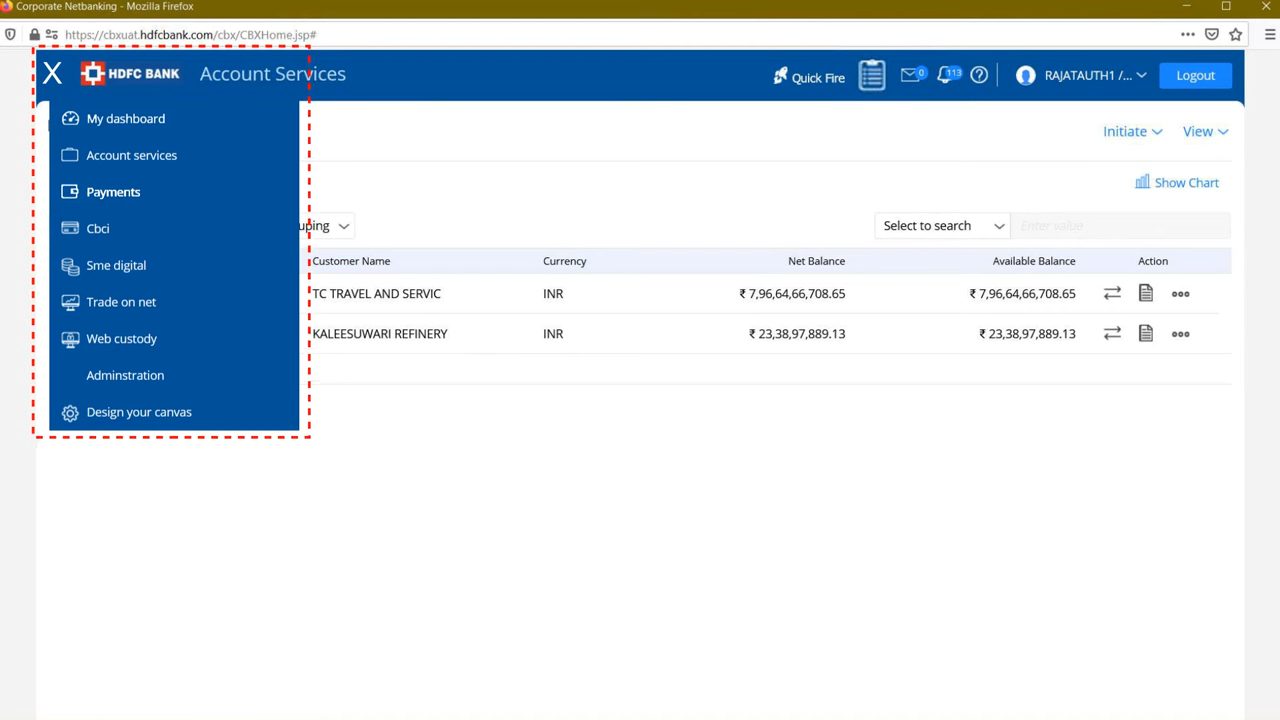 Corporate Netbanking - Mozilla Firefox
https://cbxuat.hdfcbank.com/cbx/CBXHome.jsp#
X HDFC BANK Account Services Quick Fire 0 113 RAJATAUTH1 /... Logout
My dashboard
Initiate View
Account services
Show Chart
Payments
Cbci
uping Select to search Enter value
Sme digital
Customer Name Currency Net Balance Available Balance Action
Trade on net
TC TRAVEL AND SERVIC INR ₹ 7,96,64,66,708.65 ₹ 7,96,64,66,708.65
Web custody
KALEESUWARI REFINERY INR ₹ 23,38,97,889.13 ₹ 23,38,97,889.13
Adminstration
Design your canvas